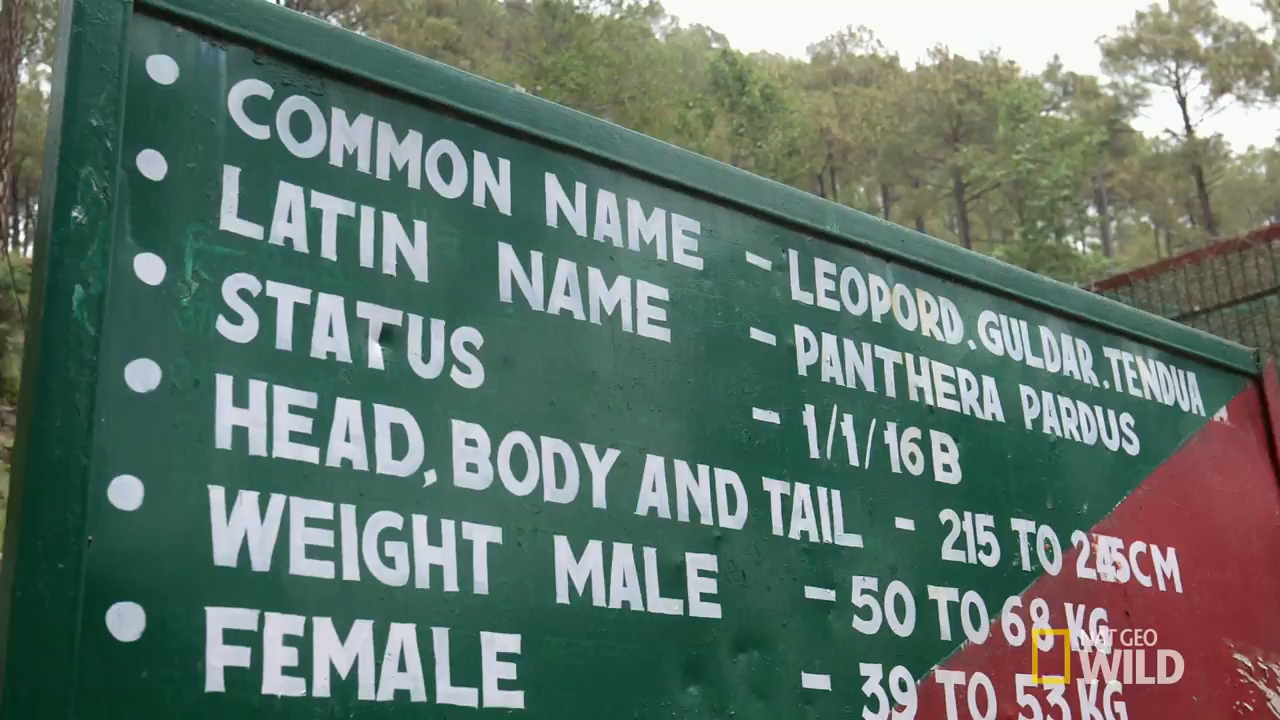 COMMON NAME - LEOPORD. GULDAR. TENDUA
LATIN NAME - PANTHERA PARDUS
STATUS - 1/1/16 B
HEAD, BODY AND TAIL - 215 TO 245CM
WEIGHT MALE - 50 TO 68 KG
FEMALE - 39 TO 53 KG
NAT GEO
WILD